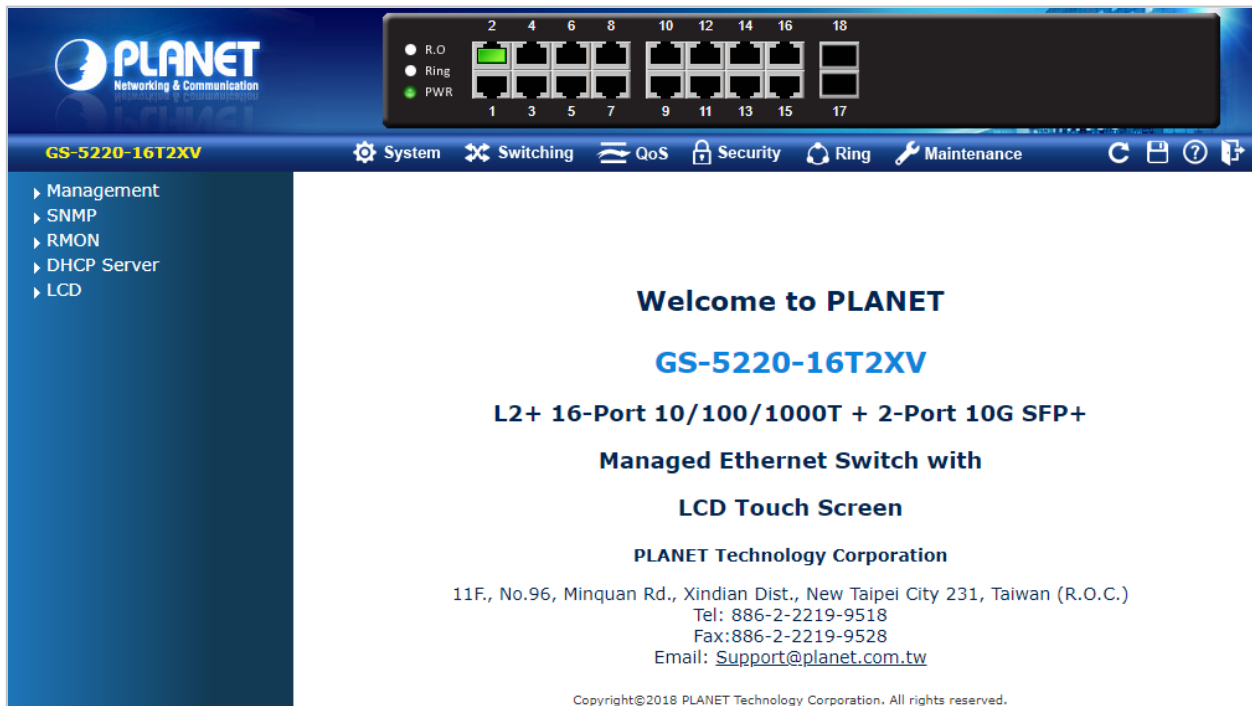 PLANET
Networking & Communication
2 4 6 8 10 12 14 16 18
R.O
Ring
PWR
1 3 5 7 9 11 13 15 17
GS-5220-16T2XV
System Switching QoS Security Ring Maintenance
Management
SNMP
RMON
DHCP Server
LCD
Welcome to PLANET
GS-5220-16T2XV
L2+ 16-Port 10/100/1000T + 2-Port 10G SFP+
Managed Ethernet Switch with
LCD Touch Screen
PLANET Technology Corporation
11F., No.96, Minquan Rd., Xindian Dist., New Taipei City 231, Taiwan (R.O.C.)
Tel: 886-2-2219-9518
Fax:886-2-2219-9528
Email: Support@planet.com.tw
Copyright©2018 PLANET Technology Corporation. All rights reserved.